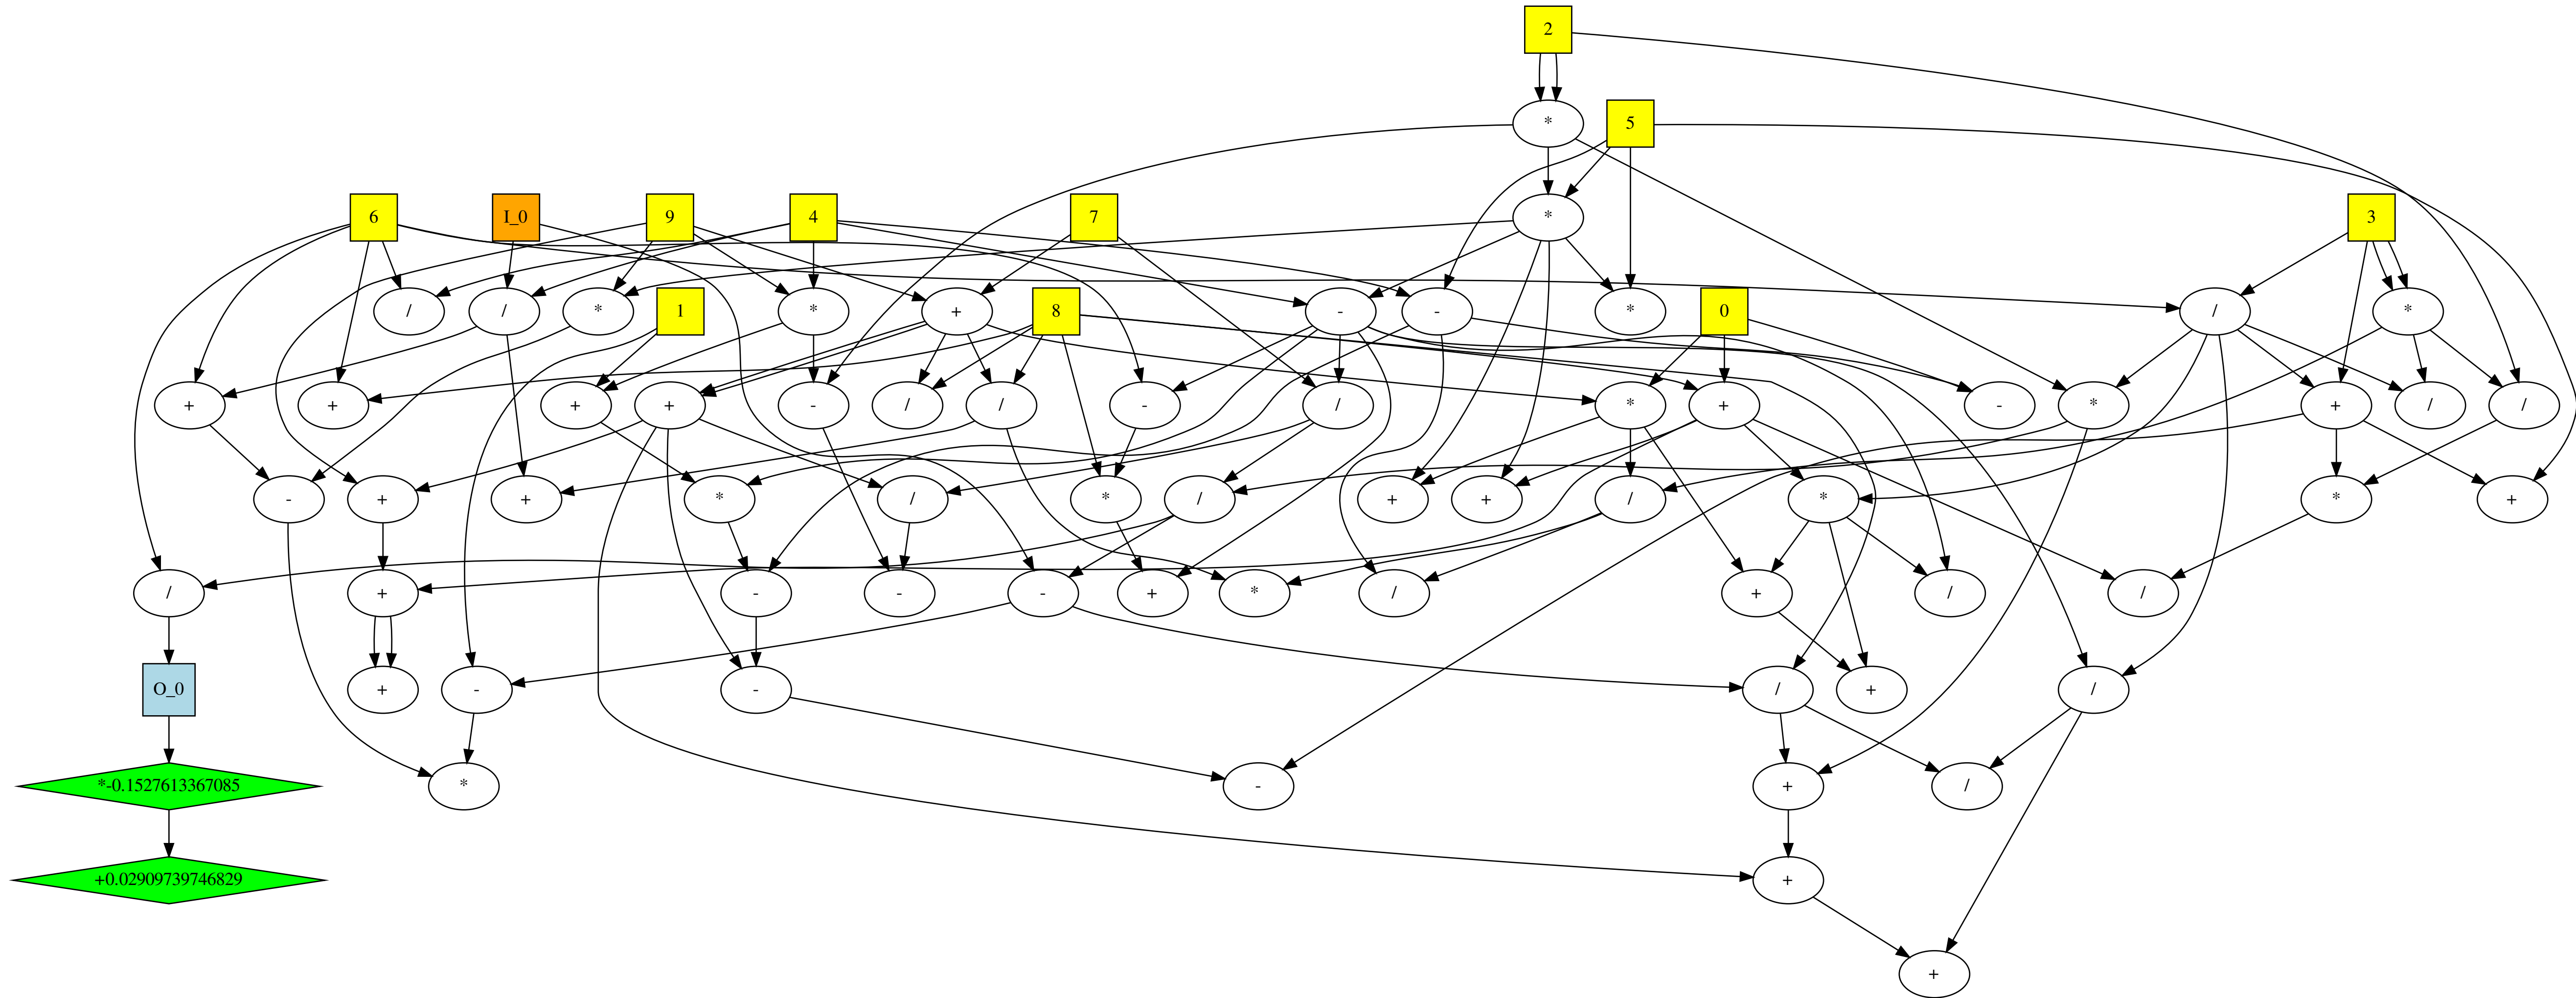 2
* 5
6 I_0 9 4 7 * 3
/ / * 1 * + 8 - - * 0 / *
+ + + + - / / - / * + - * + / /
- + + * / * / + + / * * +
/ + - - - + * / + / /
O_0 + - - / + /
*-0.1527613367085 * - + /
+0.02909739746829 +
+